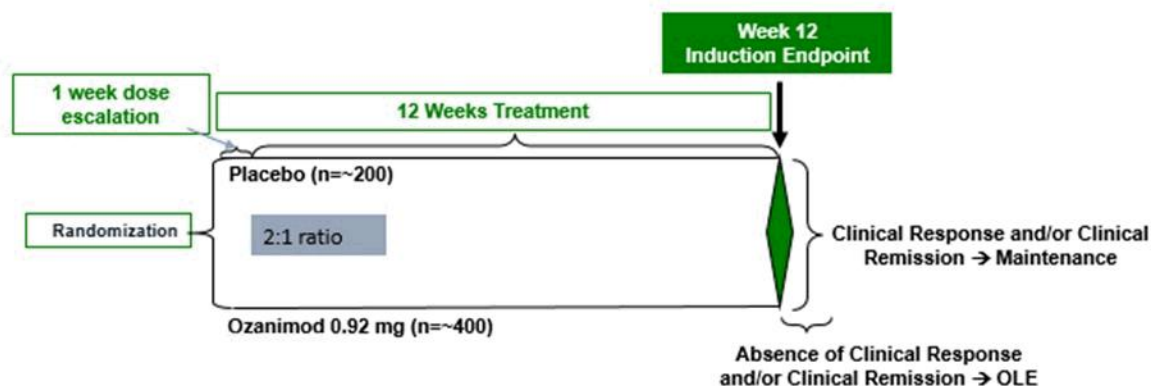 Week 12
Induction Endpoint
1 week dose
escalation
12 Weeks Treatment
Placebo (n=~200)
Randomization
2:1 ratio
Clinical Response and/or Clinical
Remission → Maintenance
Ozanimod 0.92 mg (n=~400)
Absence of Clinical Response
and/or Clinical Remission → OLE